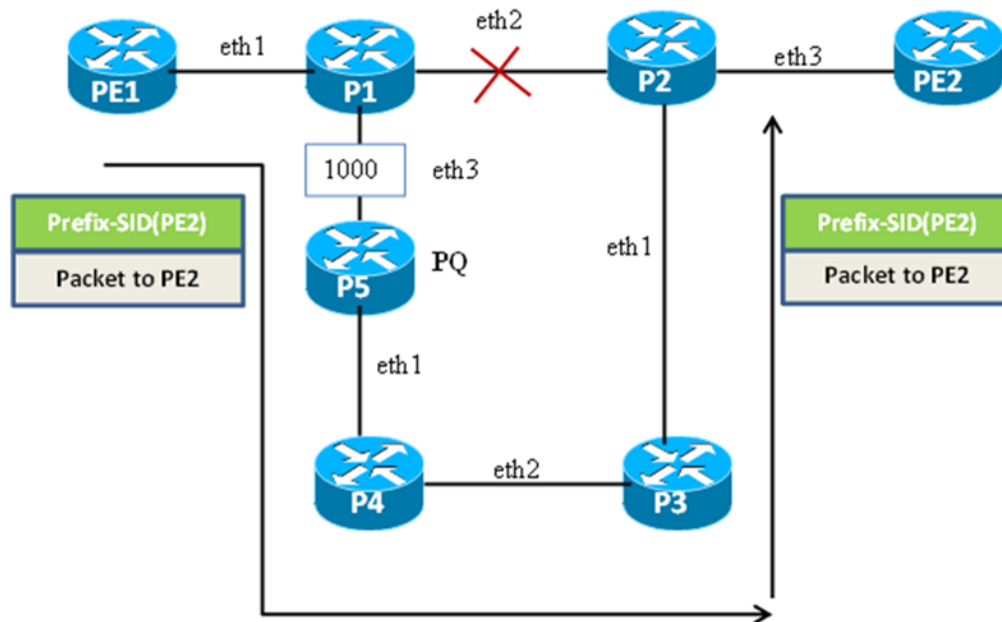 eth2
eth1
eth3
PE1
P1
P2
PE2
1000
eth3
Prefix-SID(PE2)
Packet to PE2
P5
PQ
eth1
Prefix-SID(PE2)
Packet to PE2
eth1
P4
eth2
P3